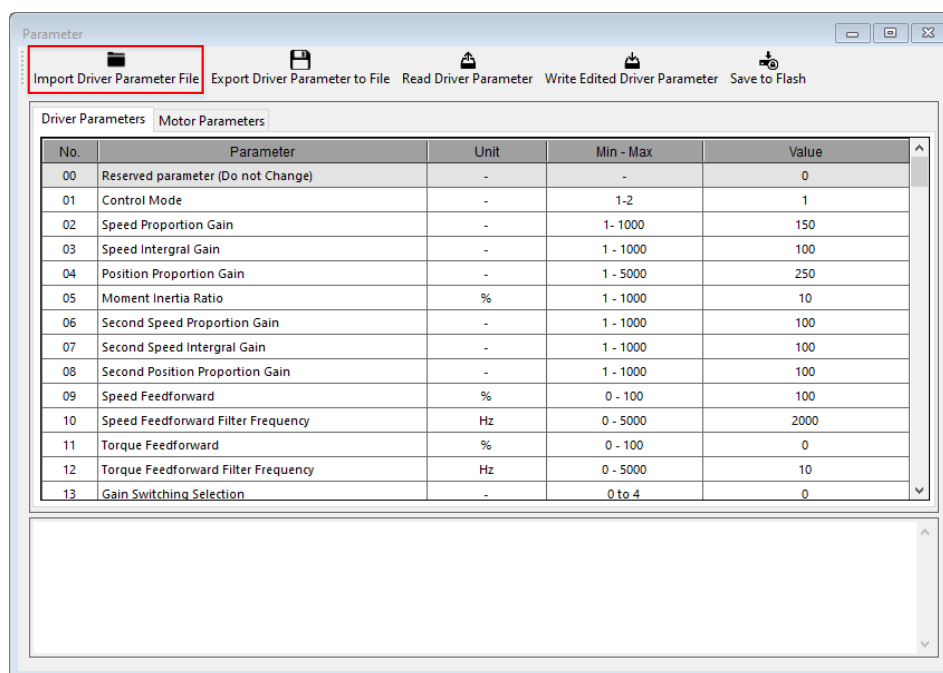 Parameter
Import Driver Parameter File Export Driver Parameter to File Read Driver Parameter Write Edited Driver Parameter Save to Flash
Driver Parameters Motor Parameters
No. Parameter Unit Min - Max Value
00 Reserved parameter (Do not Change) - - 0
01 Control Mode - 1-2 1
02 Speed Proportion Gain - 1- 1000 150
03 Speed Intergral Gain - 1 - 1000 100
04 Position Proportion Gain - 1 - 5000 250
05 Moment Inertia Ratio % 1 - 1000 10
06 Second Speed Proportion Gain - 1 - 1000 100
07 Second Speed Intergral Gain - 1 - 1000 100
08 Second Position Proportion Gain - 1 - 1000 100
09 Speed Feedforward % 0 - 100 100
10 Speed Feedforward Filter Frequency Hz 0 - 5000 2000
11 Torque Feedforward % 0 - 100 0
12 Torque Feedforward Filter Frequency Hz 0 - 5000 10
13 Gain Switching Selection - 0 to 4 0